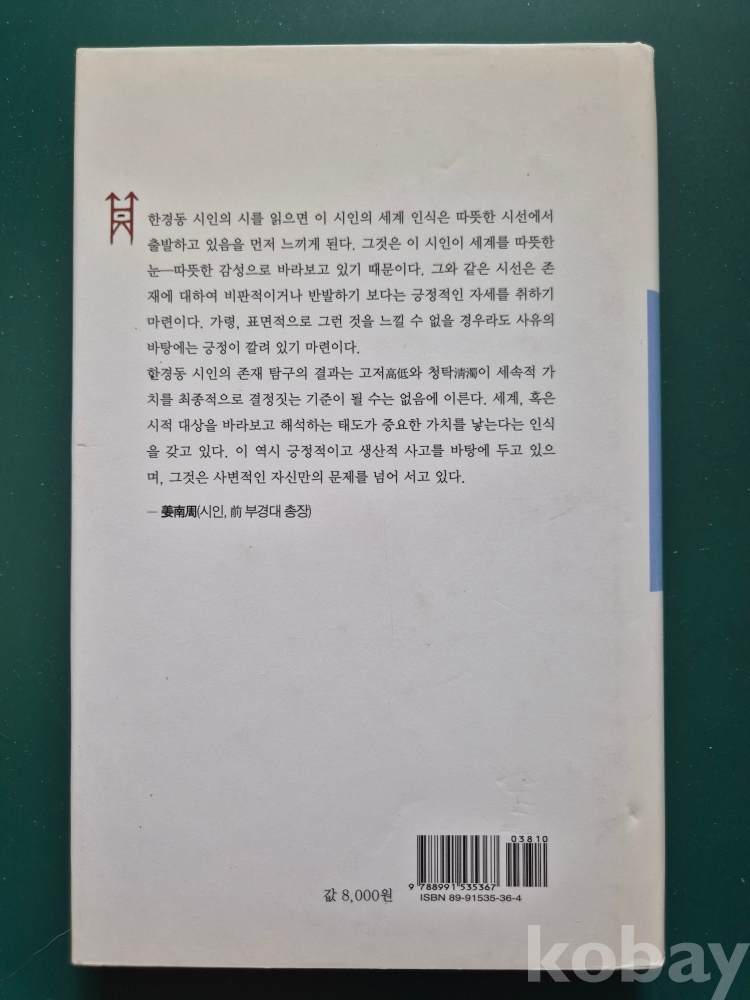 한경동 시인의 시를 읽으면 이 시인의 세계 인식은 따뜻한 시선에서
출발하고 있음을 먼저 느끼게 된다. 그것은 이 시인이 세계를 따뜻한
눈—따뜻한 감성으로 바라보고 있기 때문이다. 그와 같은 시선은 존
재에 대하여 비판적이거나 반발하기 보다는 긍정적인 자세를 취하기
마련이다. 가령, 표면적으로 그런 것을 느낄 수 없을 경우라도 사유의
바탕에는 긍정이 깔려 있기 마련이다.
한경동 시인의 존재 탐구의 결과는 고저高低와 청탁淸濁이 세속적 가
치를 최종적으로 결정짓는 기준이 될 수는 없음에 이른다. 세계, 혹은
시적 대상을 바라보고 해석하는 태도가 중요한 가치를 낳는다는 인식
을 갖고 있다. 이 역시 긍정적이고 생산적 사고를 바탕에 두고 있으
며, 그것은 사변적인 자신만의 문제를 넘어 서고 있다.
— 姜南周(시인, 前 부경대 총장)
03810
9 788991 535367
값 8,000원
ISBN 89-91535-36-4
kobay